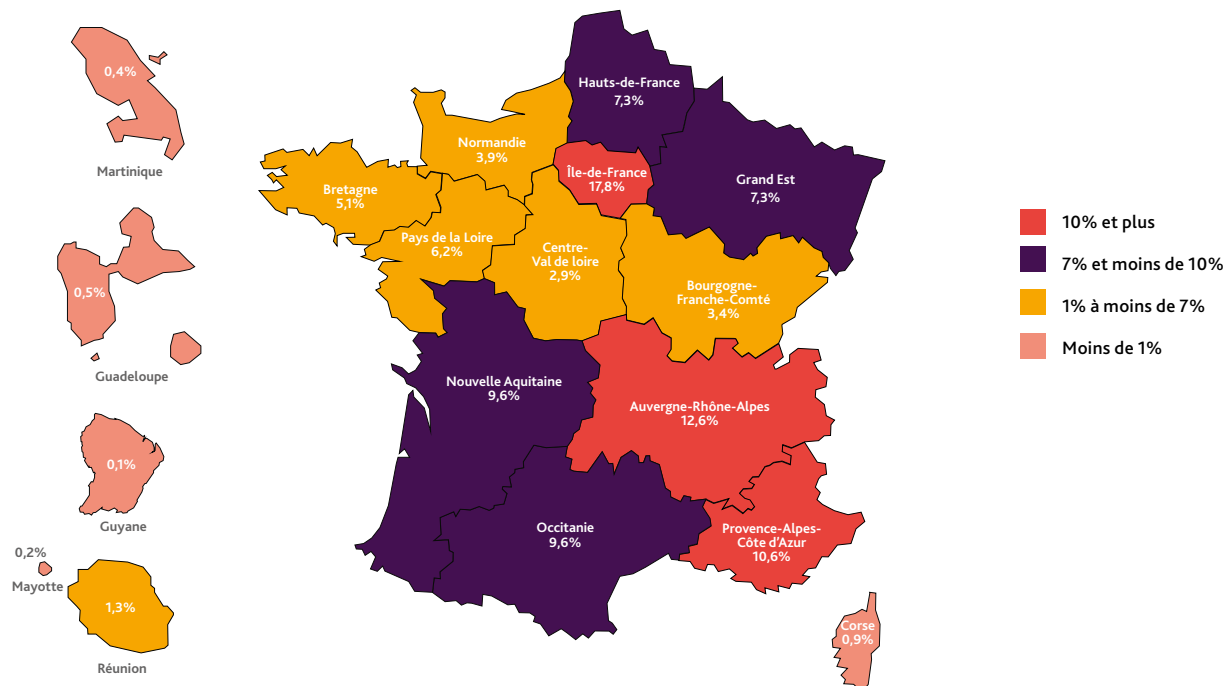 0,4%
Martinique
0,5%
Guadeloupe
0,1%
Guyane
0,2%
Mayotte
1,3%
Réunion
Hauts-de-France
7,3%
Normandie
3,9%
Île-de-France
17,8%
Grand Est
7,3%
Bretagne
5,1%
Pays de la Loire
6,2%
Centre-
Val de loire
2,9%
Bourgogne-
Franche-Comté
3,4%
Nouvelle Aquitaine
9,6%
Auvergne-Rhône-Alpes
12,6%
Occitanie
9,6%
Provence-Alpes-
Côte d'Azur
10,6%
Corse
0,9%
10% et plus
7% et moins de 10%
1% à moins de 7%
Moins de 1%